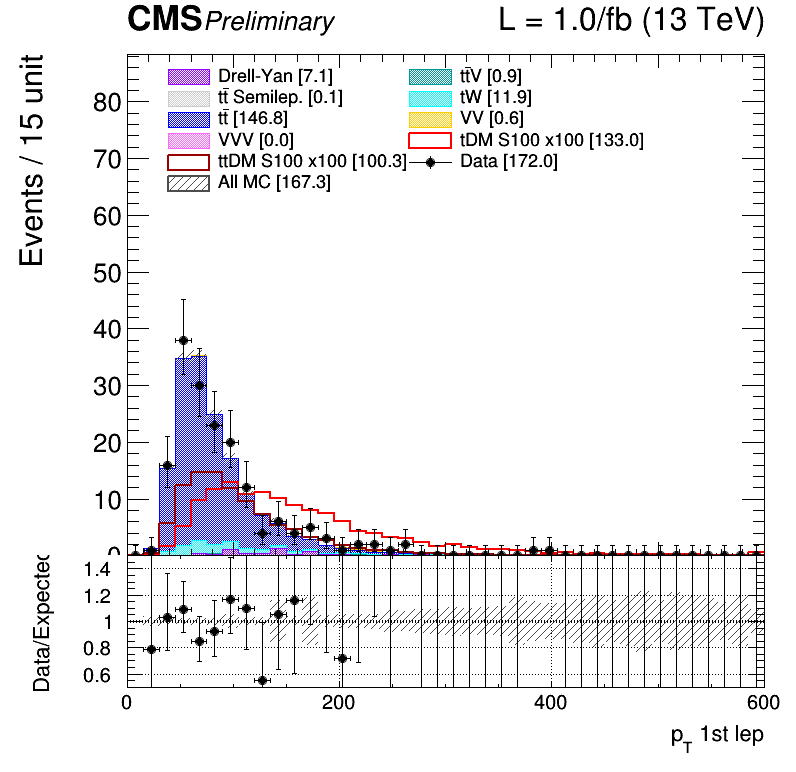 CMS Preliminary L = 1.0/fb (13 TeV)
Events / 15 unit
Drell-Yan [7.1]
tt̄ Semilep. [0.1]
tt̄ [146.8]
VVV [0.0]
ttDM S100 x100 [100.3]
All MC [167.3]
tt̄V [0.9]
tW [11.9]
VV [0.6]
tDM S100 x100 [133.0]
Data [172.0]
80
70
60
50
40
30
20
10
0
Data/Expected
1.4
1.2
1
0.8
0.6
0 200 400 600
p_T 1st lep